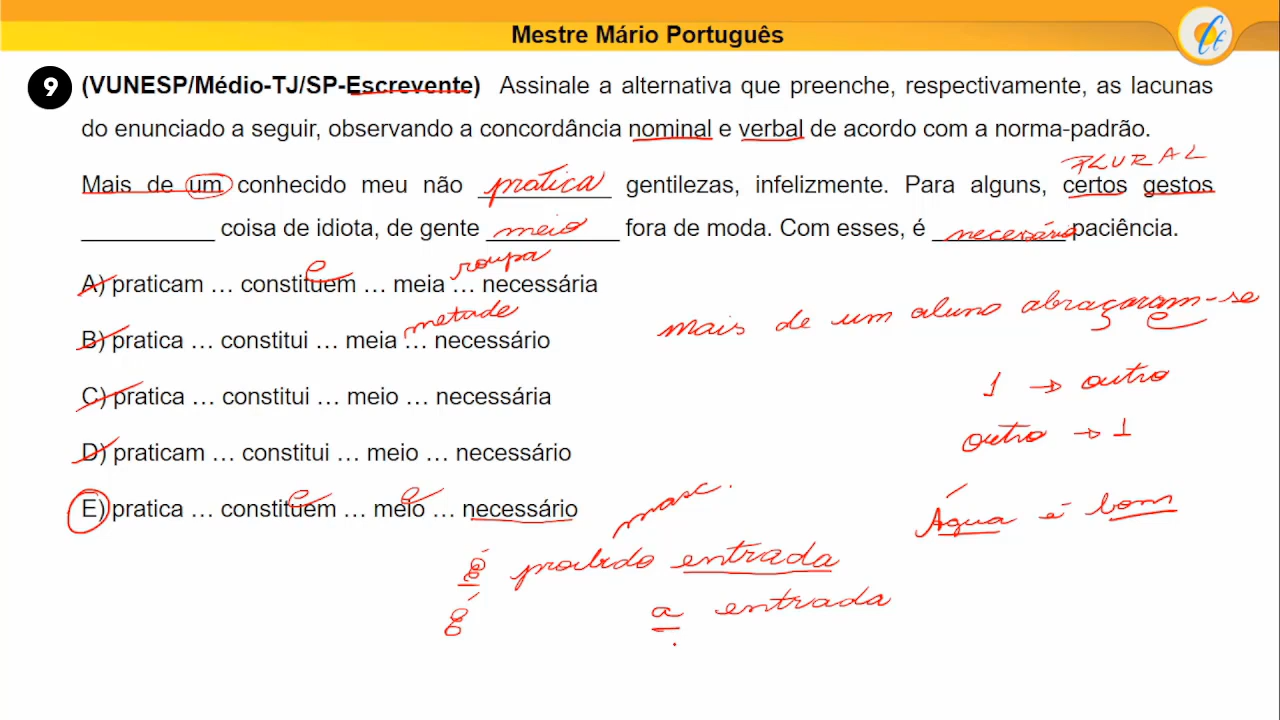 Mestre Mário Português
9 (VUNESP/Médio-TJ/SP-Escrevente) Assinale a alternativa que preenche, respectivamente, as lacunas
do enunciado a seguir, observando a concordância nominal e verbal de acordo com a norma-padrão.
PLURAL
Mais de um conhecido meu não pratica gentilezas, infelizmente. Para alguns, certos gestos
____________ coisa de idiota, de gente meio fora de moda. Com esses, é necessário paciência.
roupa
A) praticam … constituem … meia … necessária
metade
mais de um aluno abraçaram-se
B) pratica … constitui … meia … necessário
1 → outro
C) pratica … constitui … meio … necessária
outro → 1
D) praticam … constitui … meio … necessário
masc.
E) pratica … constituem … meio … necessário
Água é bom
é proibido entrada
é a entrada